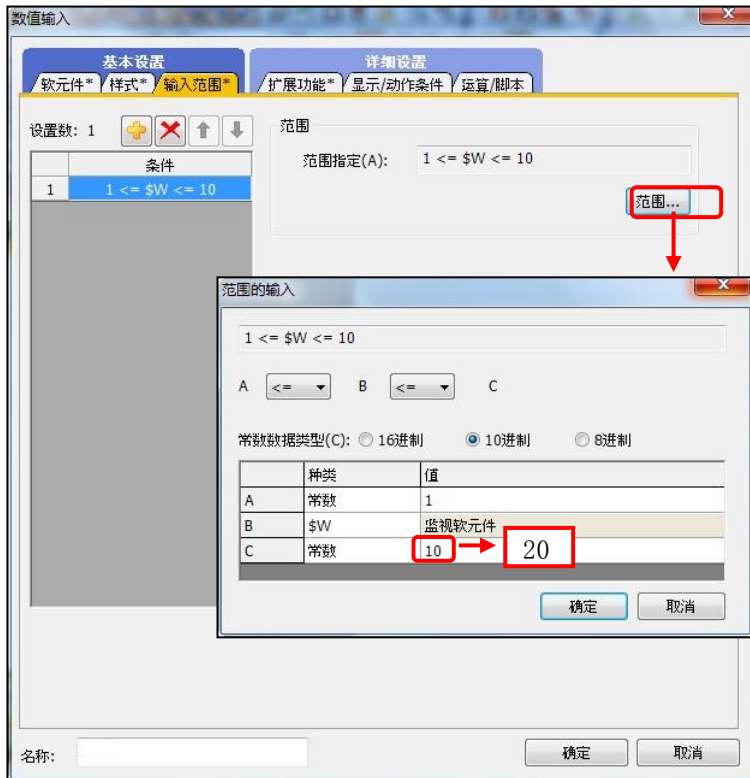 数值输入
基本设置
详细设置
软元件*
样式*
输入范围*
扩展功能*
显示/动作条件
运算/脚本
设置数: 1
条件
1 1 <= $W <= 10
范围
范围指定(A): 1 <= $W <= 10
范围...
范围的输入
1 <= $W <= 10
A <= B <= C
常数数据类型(C): 16进制 10进制 8进制
种类 值
A 常数 1
B $W 监视软元件
C 常数 10 20
确定 取消
名称: 确定 取消